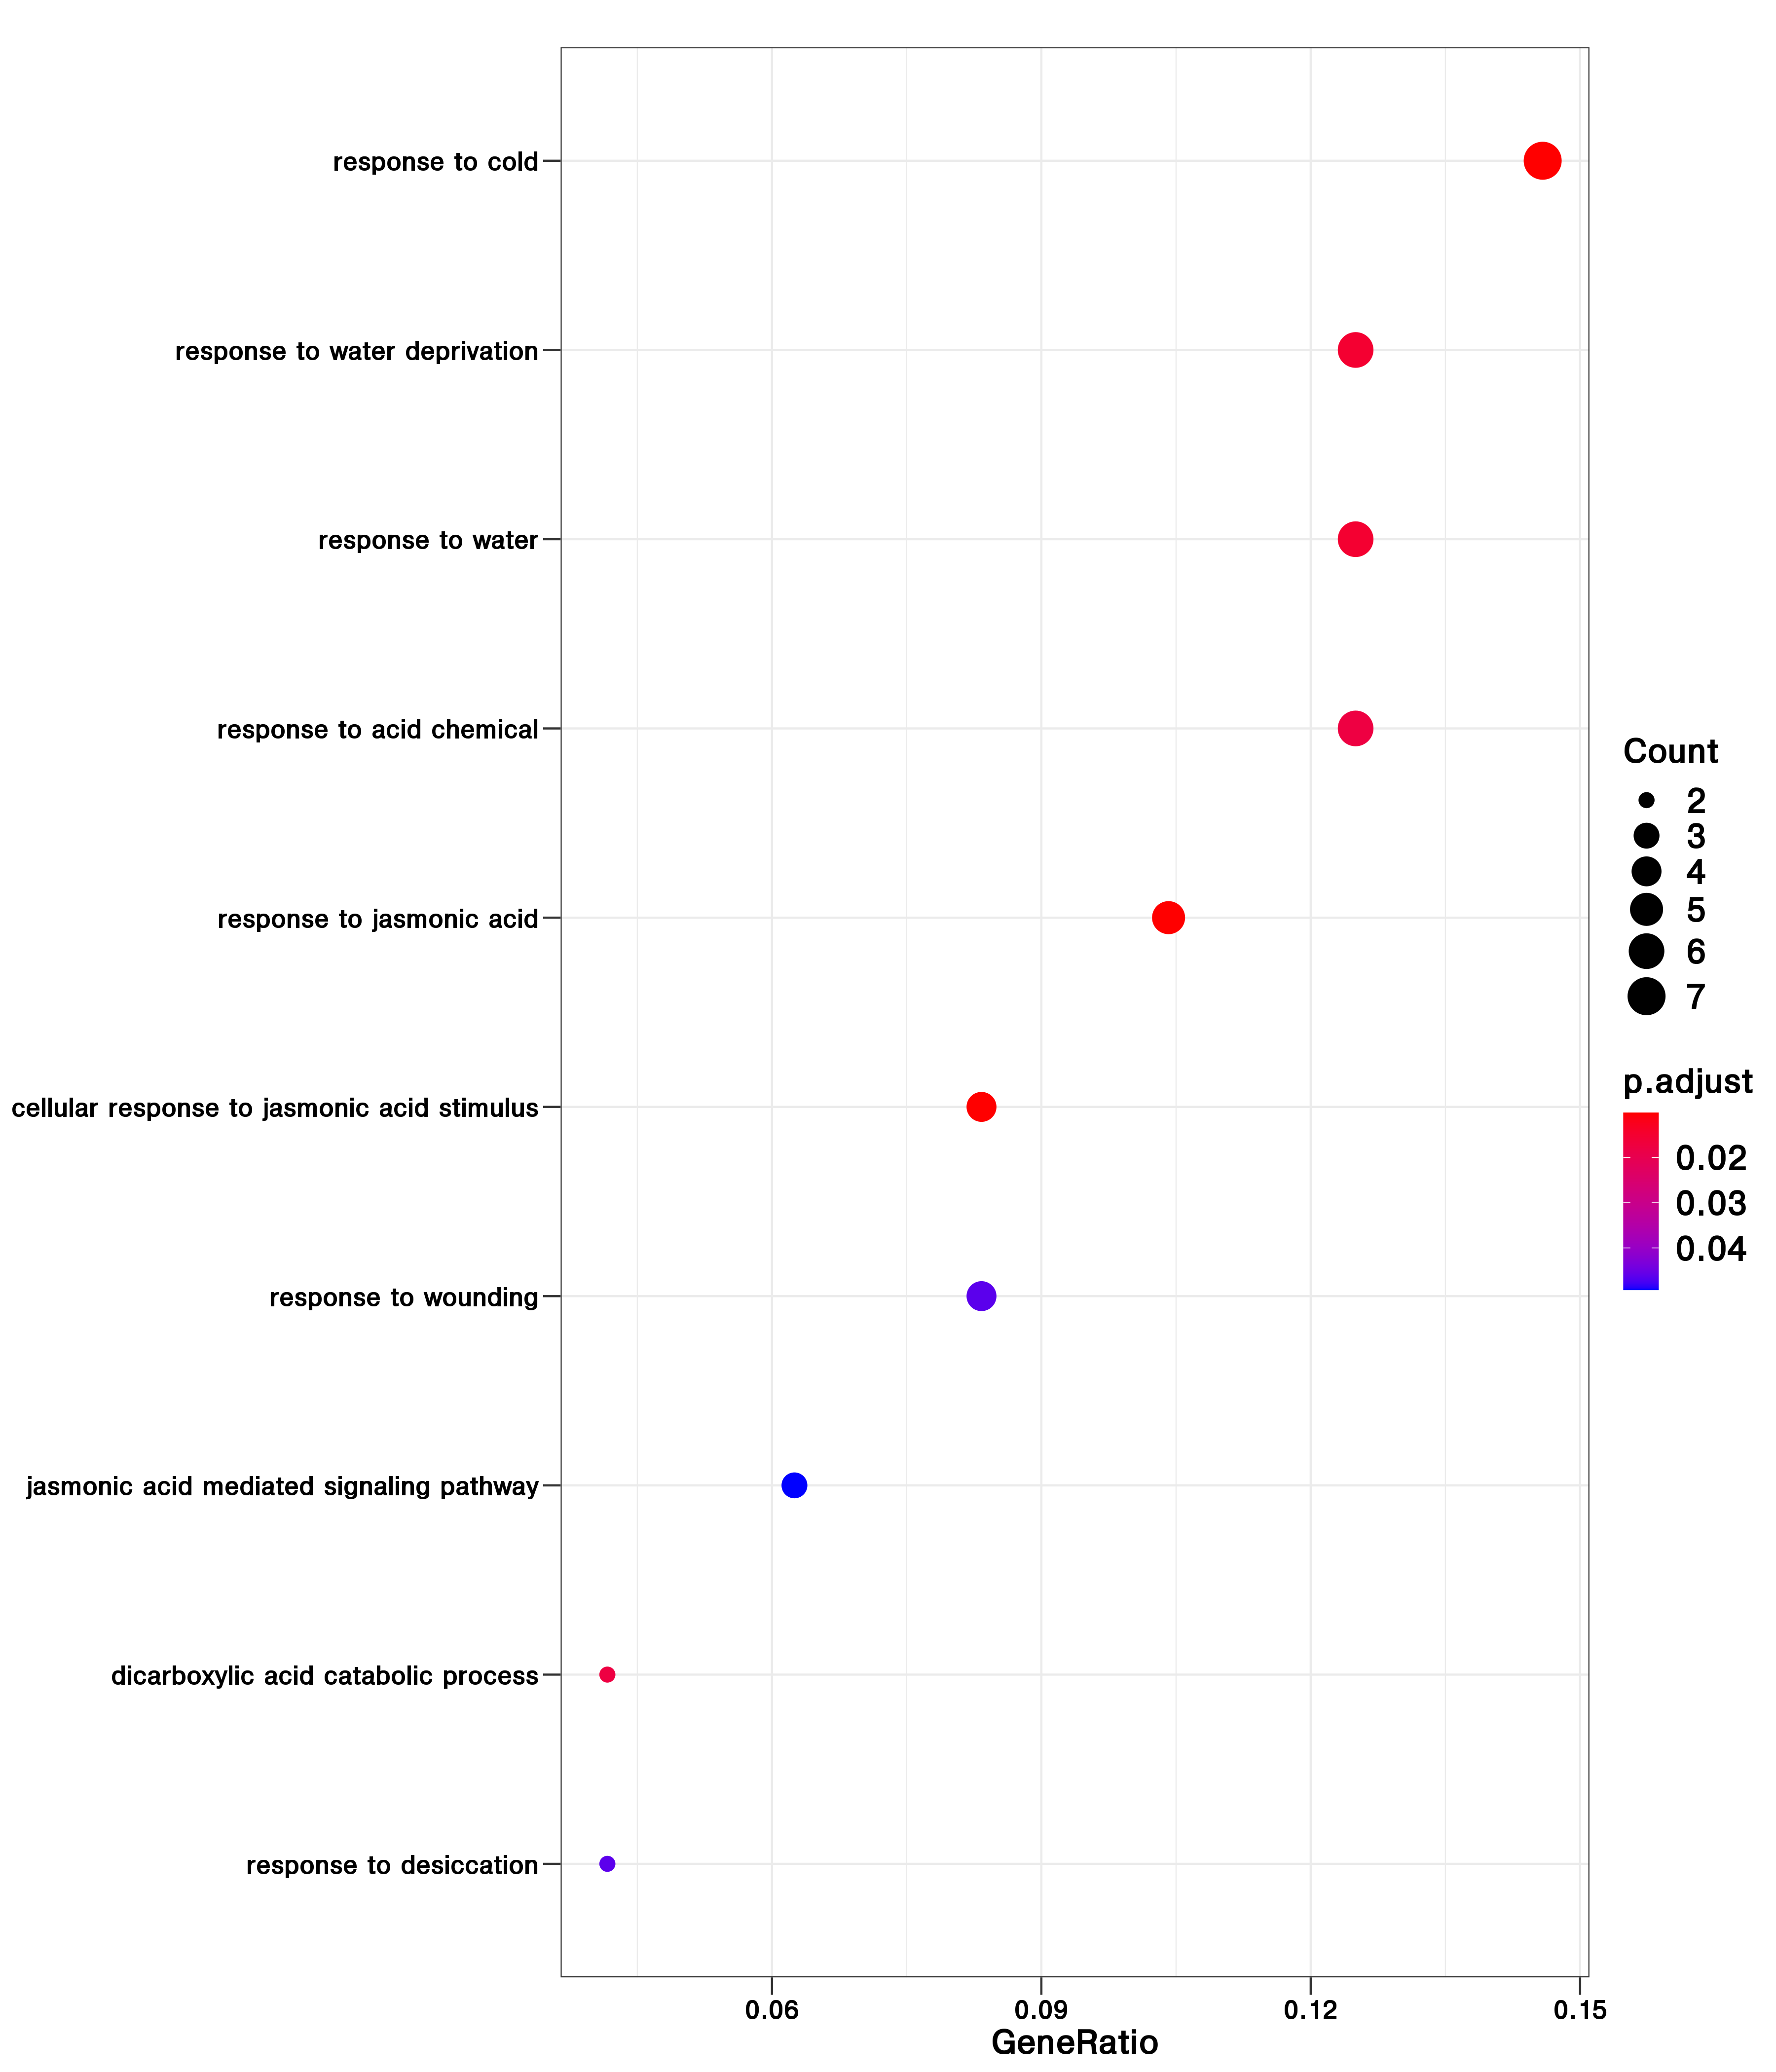 response to cold
response to water deprivation
response to water
response to acid chemical
response to jasmonic acid
cellular response to jasmonic acid stimulus
response to wounding
jasmonic acid mediated signaling pathway
dicarboxylic acid catabolic process
response to desiccation
0.06 0.09 0.12 0.15
GeneRatio
Count
2
3
4
5
6
7
p.adjust
0.02
0.03
0.04